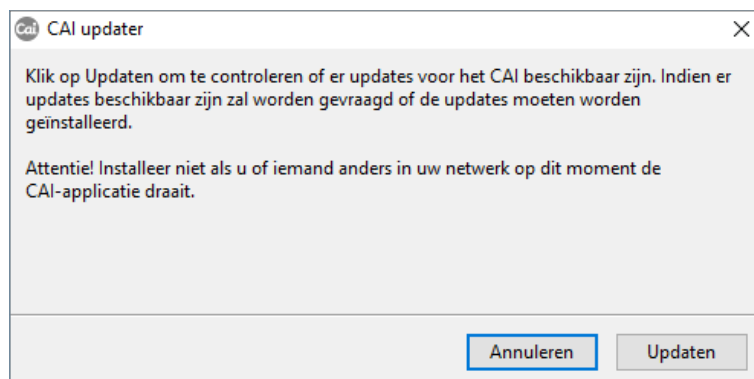 Cai CAI updater
Klik op Updaten om te controleren of er updates voor het CAI beschikbaar zijn. Indien er
updates beschikbaar zijn zal worden gevraagd of de updates moeten worden
geïnstalleerd.
Attentie! Installeer niet als u of iemand anders in uw netwerk op dit moment de
CAI-applicatie draait.
Annuleren Updaten